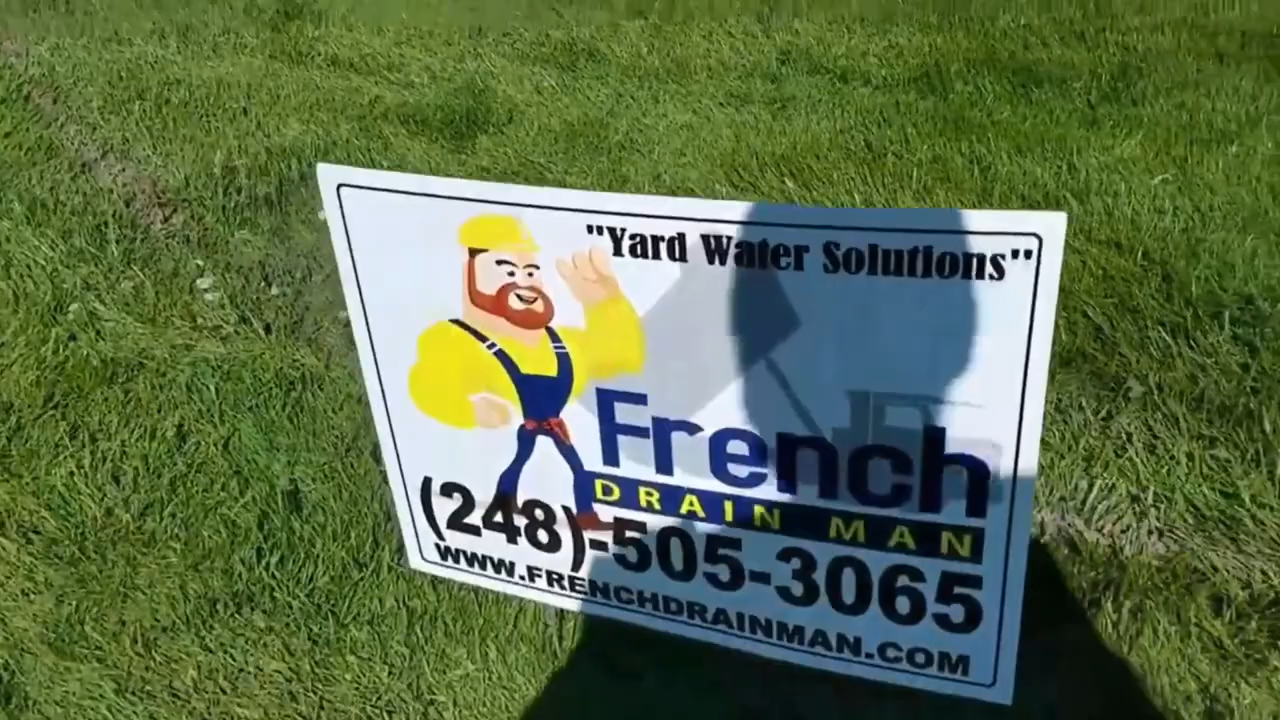 "Yard Water Solutions"
French
DRAIN MAN
(248)-505-3065
WWW.FRENCHDRAINMAN.COM